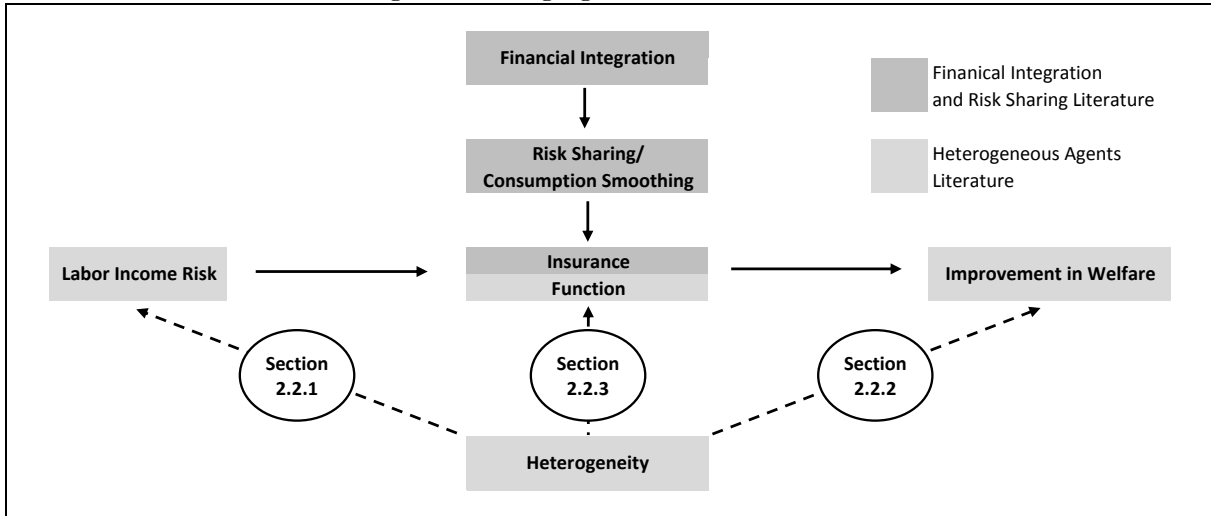 Financial Integration
Finanical Integration
and Risk Sharing Literature
Risk Sharing/
Consumption Smoothing
Heterogeneous Agents
Literature
Labor Income Risk
Insurance
Function
Improvement in Welfare
Section
2.2.1
Section
2.2.3
Section
2.2.2
Heterogeneity